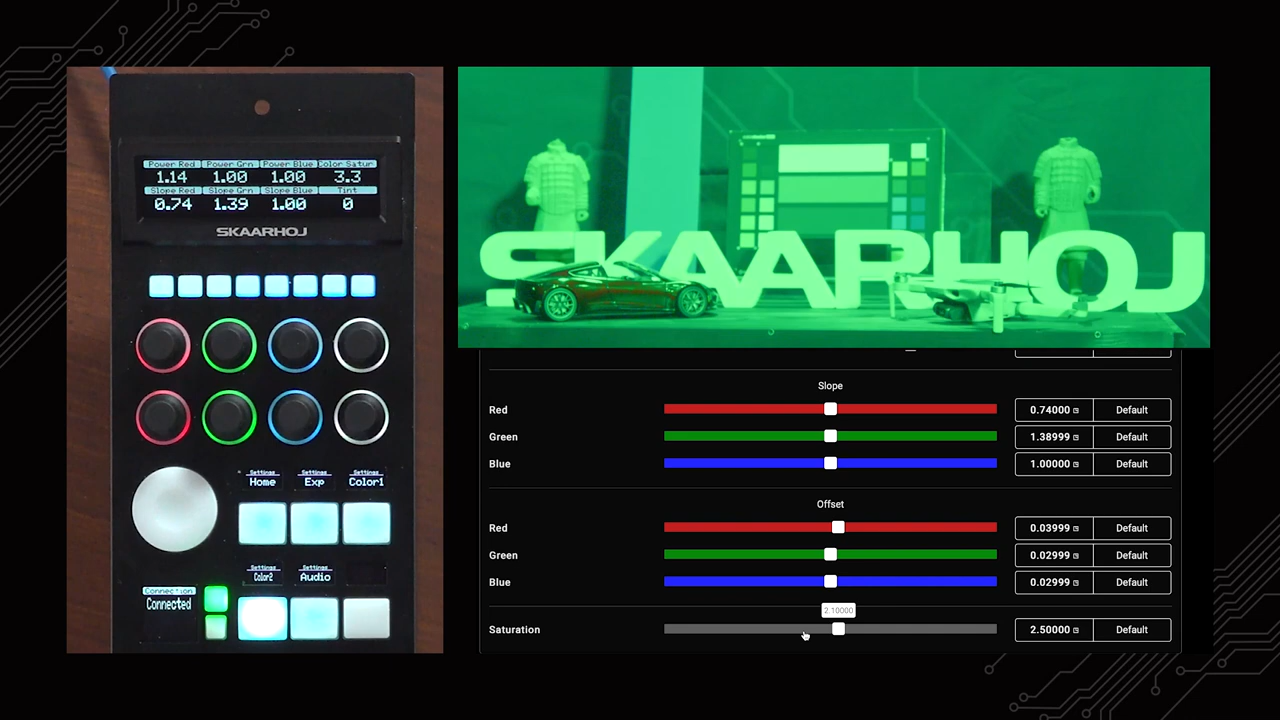 Power Red Power Grn Power Blue Color Satur
1.14 1.00 1.00 3.3
Slope Red Slope Grn Slope Blue Tint
0.74 1.39 1.00 0
SKAARHOJ
Settings Settings Settings
Home Exp Color1
Settings Settings
Color2 Audio
Connection
Connected
SKAARHOJ
Slope
Red 0.74000 Default
Green 1.38999 Default
Blue 1.00000 Default
Offset
Red 0.03999 Default
Green 0.02999 Default
Blue 0.02999 Default
2.10000
Saturation 2.50000 Default